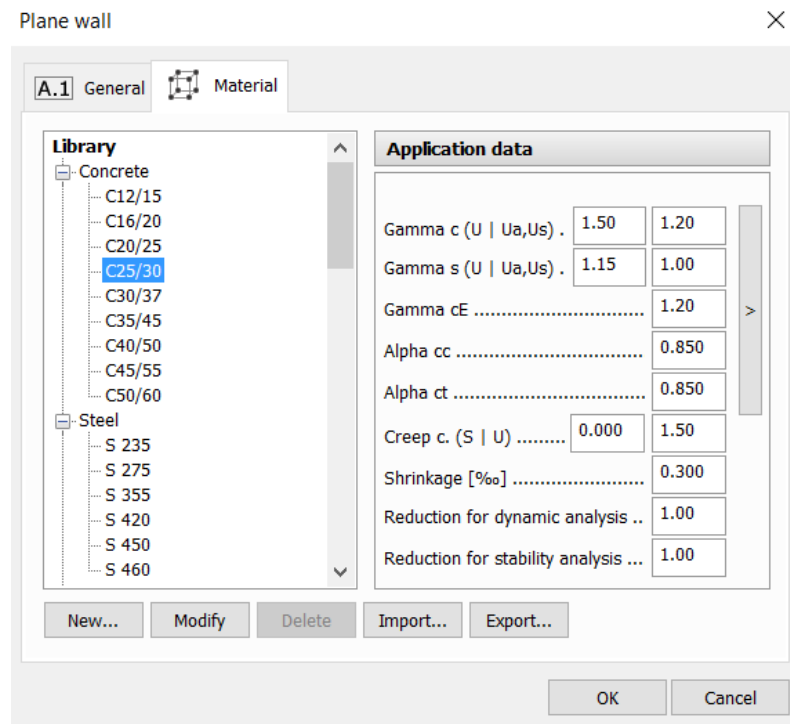 Plane wall
A.1 General Material
Library
Concrete
C12/15
C16/20
C20/25
C25/30
C30/37
C35/45
C40/50
C45/55
C50/60
Steel
S 235
S 275
S 355
S 420
S 450
S 460
Application data
Gamma c (U | Ua,Us) . 1.50 1.20
Gamma s (U | Ua,Us) . 1.15 1.00
Gamma cE ................................. 1.20
Alpha cc .................................... 0.850
Alpha ct .................................... 0.850
Creep c. (S | U) ......... 0.000 1.50
Shrinkage [‰] ......................... 0.300
Reduction for dynamic analysis .. 1.00
Reduction for stability analysis ... 1.00
>
New... Modify Delete Import... Export...
OK Cancel